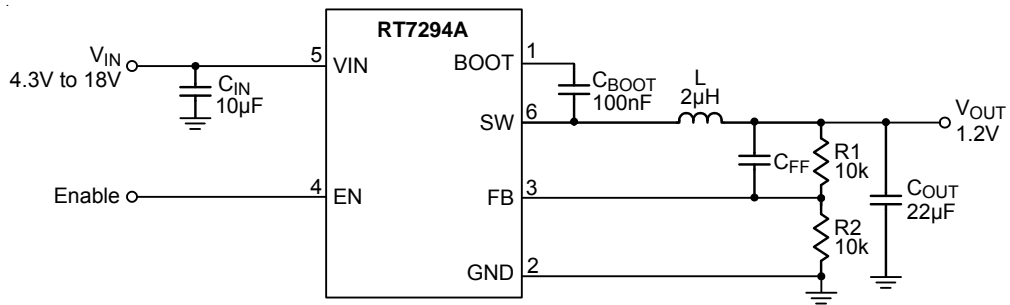 RT7294A
VIN
4.3V to 18V
5
VIN
CIN
10µF
BOOT
1
CBOOT
100nF
L
2µH
SW
6
VOUT
1.2V
CFF
R1
10k
Enable
4
EN
FB
3
COUT
22µF
R2
10k
GND
2